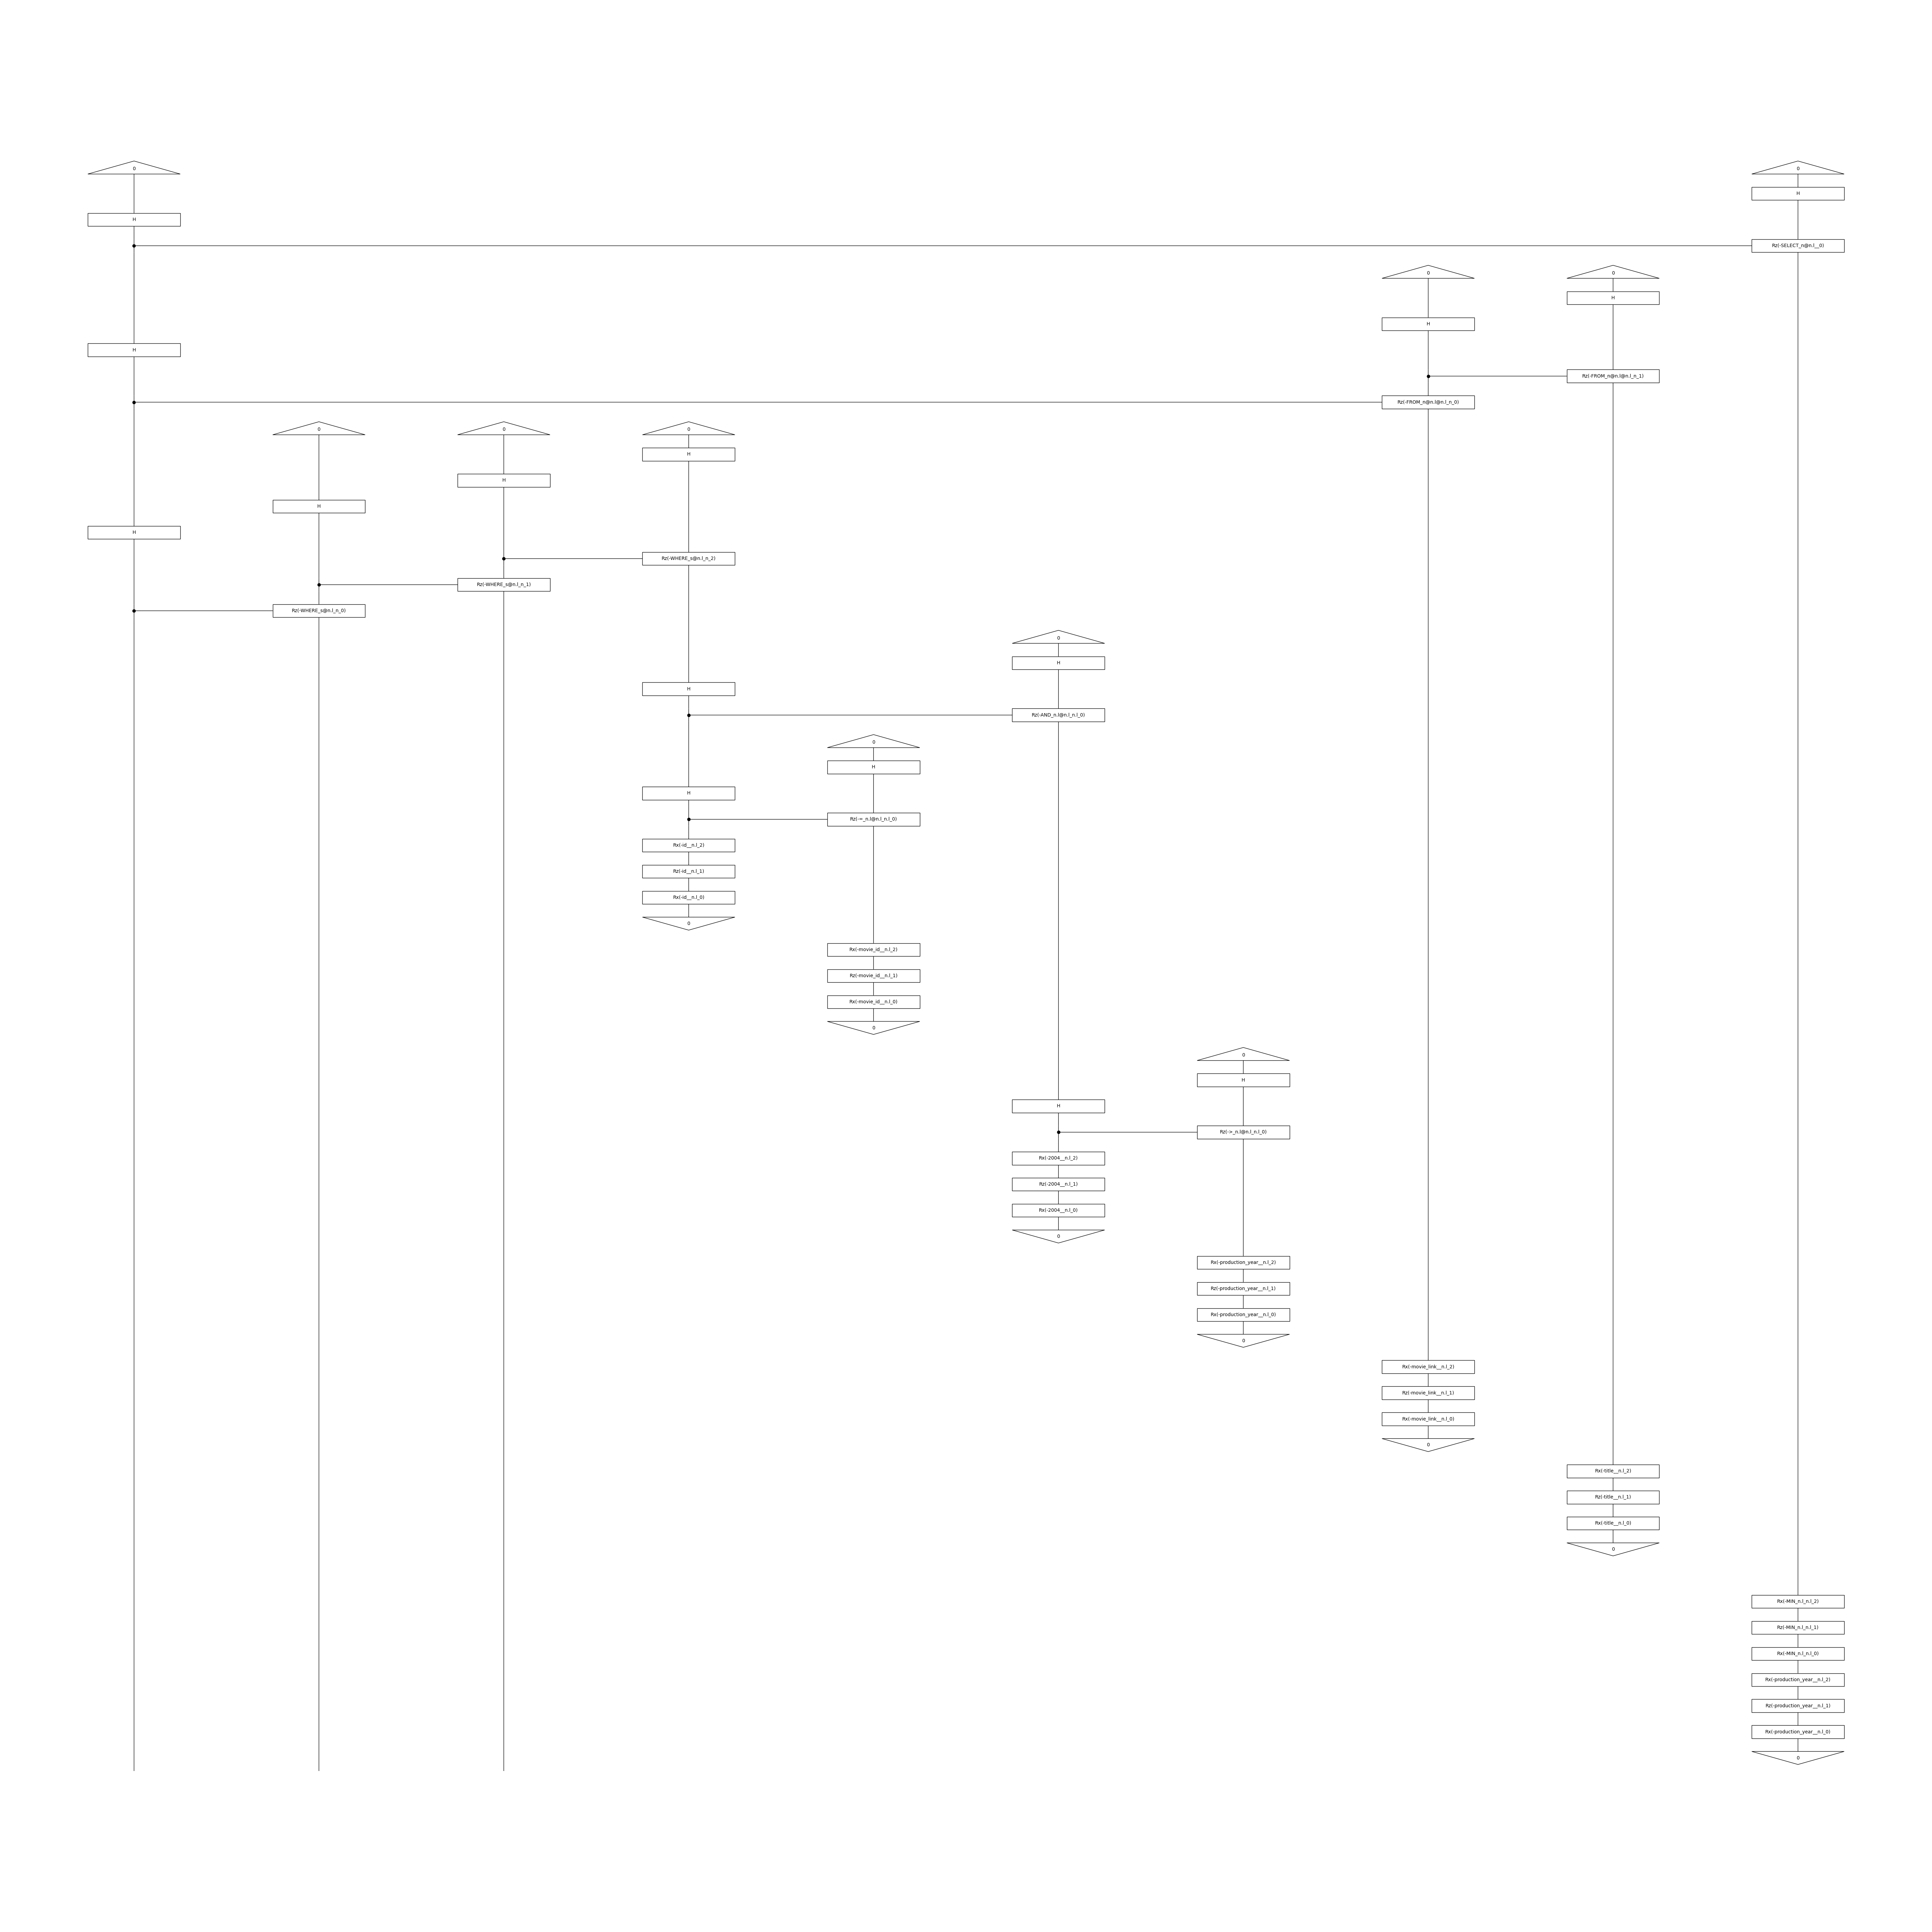 0 0
H
H
Rz(-SELECT_n@n.l__0)
0 0
H
H
H
Rz(-FROM_n@n.l@n.l_n_1)
Rz(-FROM_n@n.l@n.l_n_0)
0 0 0
H
H
H
H
Rz(-WHERE_s@n.l_n_2)
Rz(-WHERE_s@n.l_n_1)
Rz(-WHERE_s@n.l_n_0)
0
H
H
Rz(-AND_n.l@n.l_n.l_0)
0
H
H
Rz(-=_n.l@n.l_n.l_0)
Rx(-id__n.l_2)
Rz(-id__n.l_1)
Rx(-id__n.l_0)
0
Rx(-movie_id__n.l_2)
Rz(-movie_id__n.l_1)
Rx(-movie_id__n.l_0)
0
0
H
H
Rz(->_n.l@n.l_n.l_0)
Rx(-2004__n.l_2)
Rz(-2004__n.l_1)
Rx(-2004__n.l_0)
0
Rx(-production_year__n.l_2)
Rz(-production_year__n.l_1)
Rx(-production_year__n.l_0)
0
Rx(-movie_link__n.l_2)
Rz(-movie_link__n.l_1)
Rx(-movie_link__n.l_0)
0
Rx(-title__n.l_2)
Rz(-title__n.l_1)
Rx(-title__n.l_0)
0
Rx(-MIN_n.l_n.l_2)
Rz(-MIN_n.l_n.l_1)
Rx(-MIN_n.l_n.l_0)
Rx(-production_year__n.l_2)
Rz(-production_year__n.l_1)
Rx(-production_year__n.l_0)
0